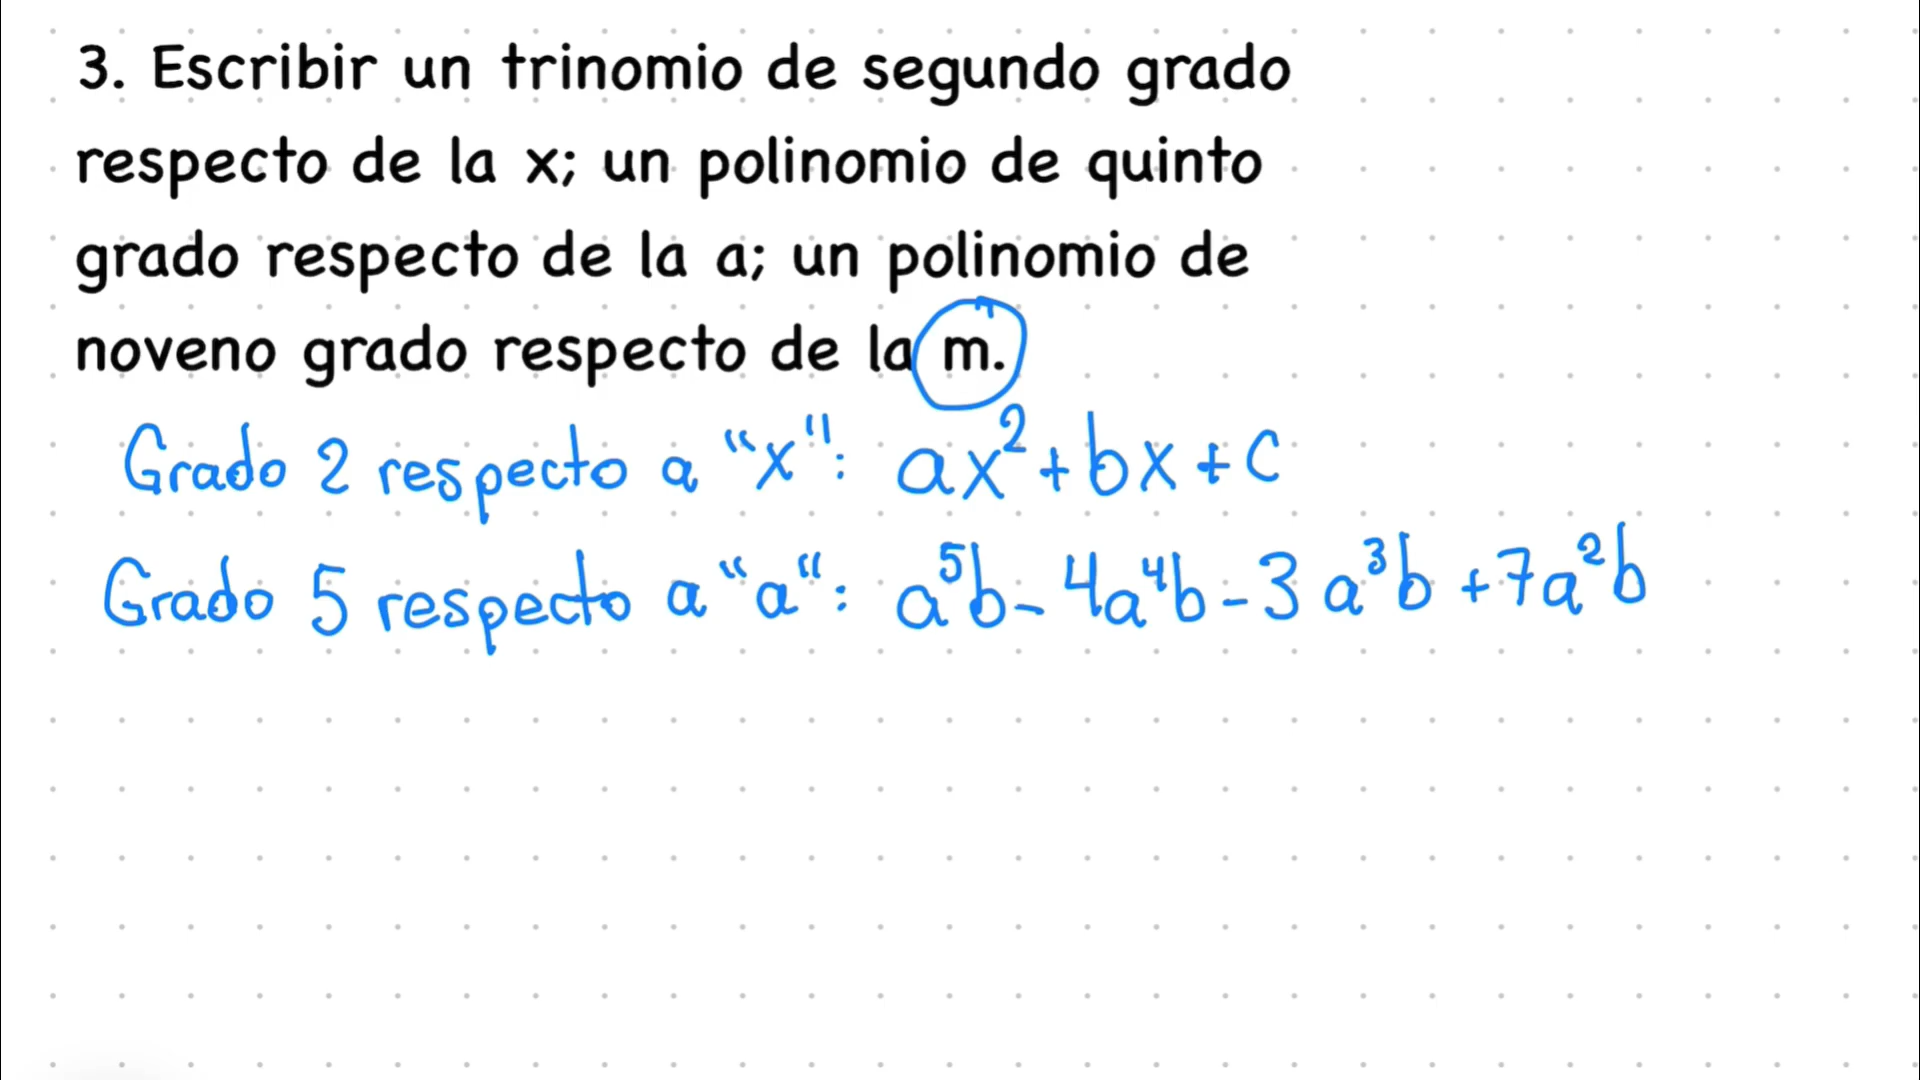 3. Escribir un trinomio de segundo grado
respecto de la x; un polinomio de quinto
grado respecto de la a; un polinomio de
noveno grado respecto de la m.
Grado 2 respecto a "x": ax²+bx+c
Grado 5 respecto a "a": a⁵b-4a⁴b-3a³b+7a²b